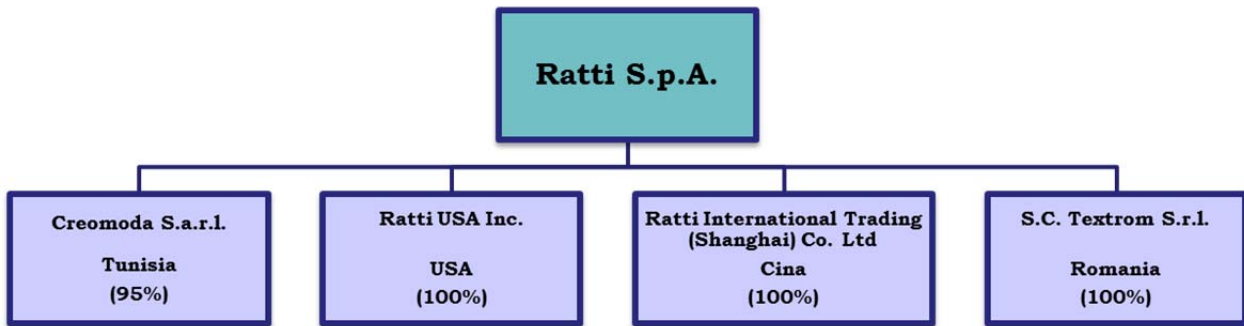 Ratti S.p.A.
Creomoda S.a.r.l.
Tunisia
(95%)
Ratti USA Inc.
USA
(100%)
Ratti International Trading
(Shanghai) Co. Ltd
Cina
(100%)
S.C. Textrom S.r.l.
Romania
(100%)